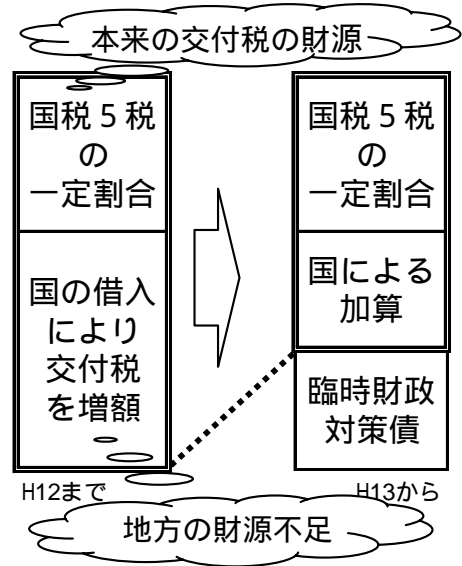 本来の交付税の財源
国税５税
の
一定割合
国の借入
により
交付税
を増額
H12まで
国税５税
の
一定割合
国による
加算
臨時財政
対策債
H13から
地方の財源不足